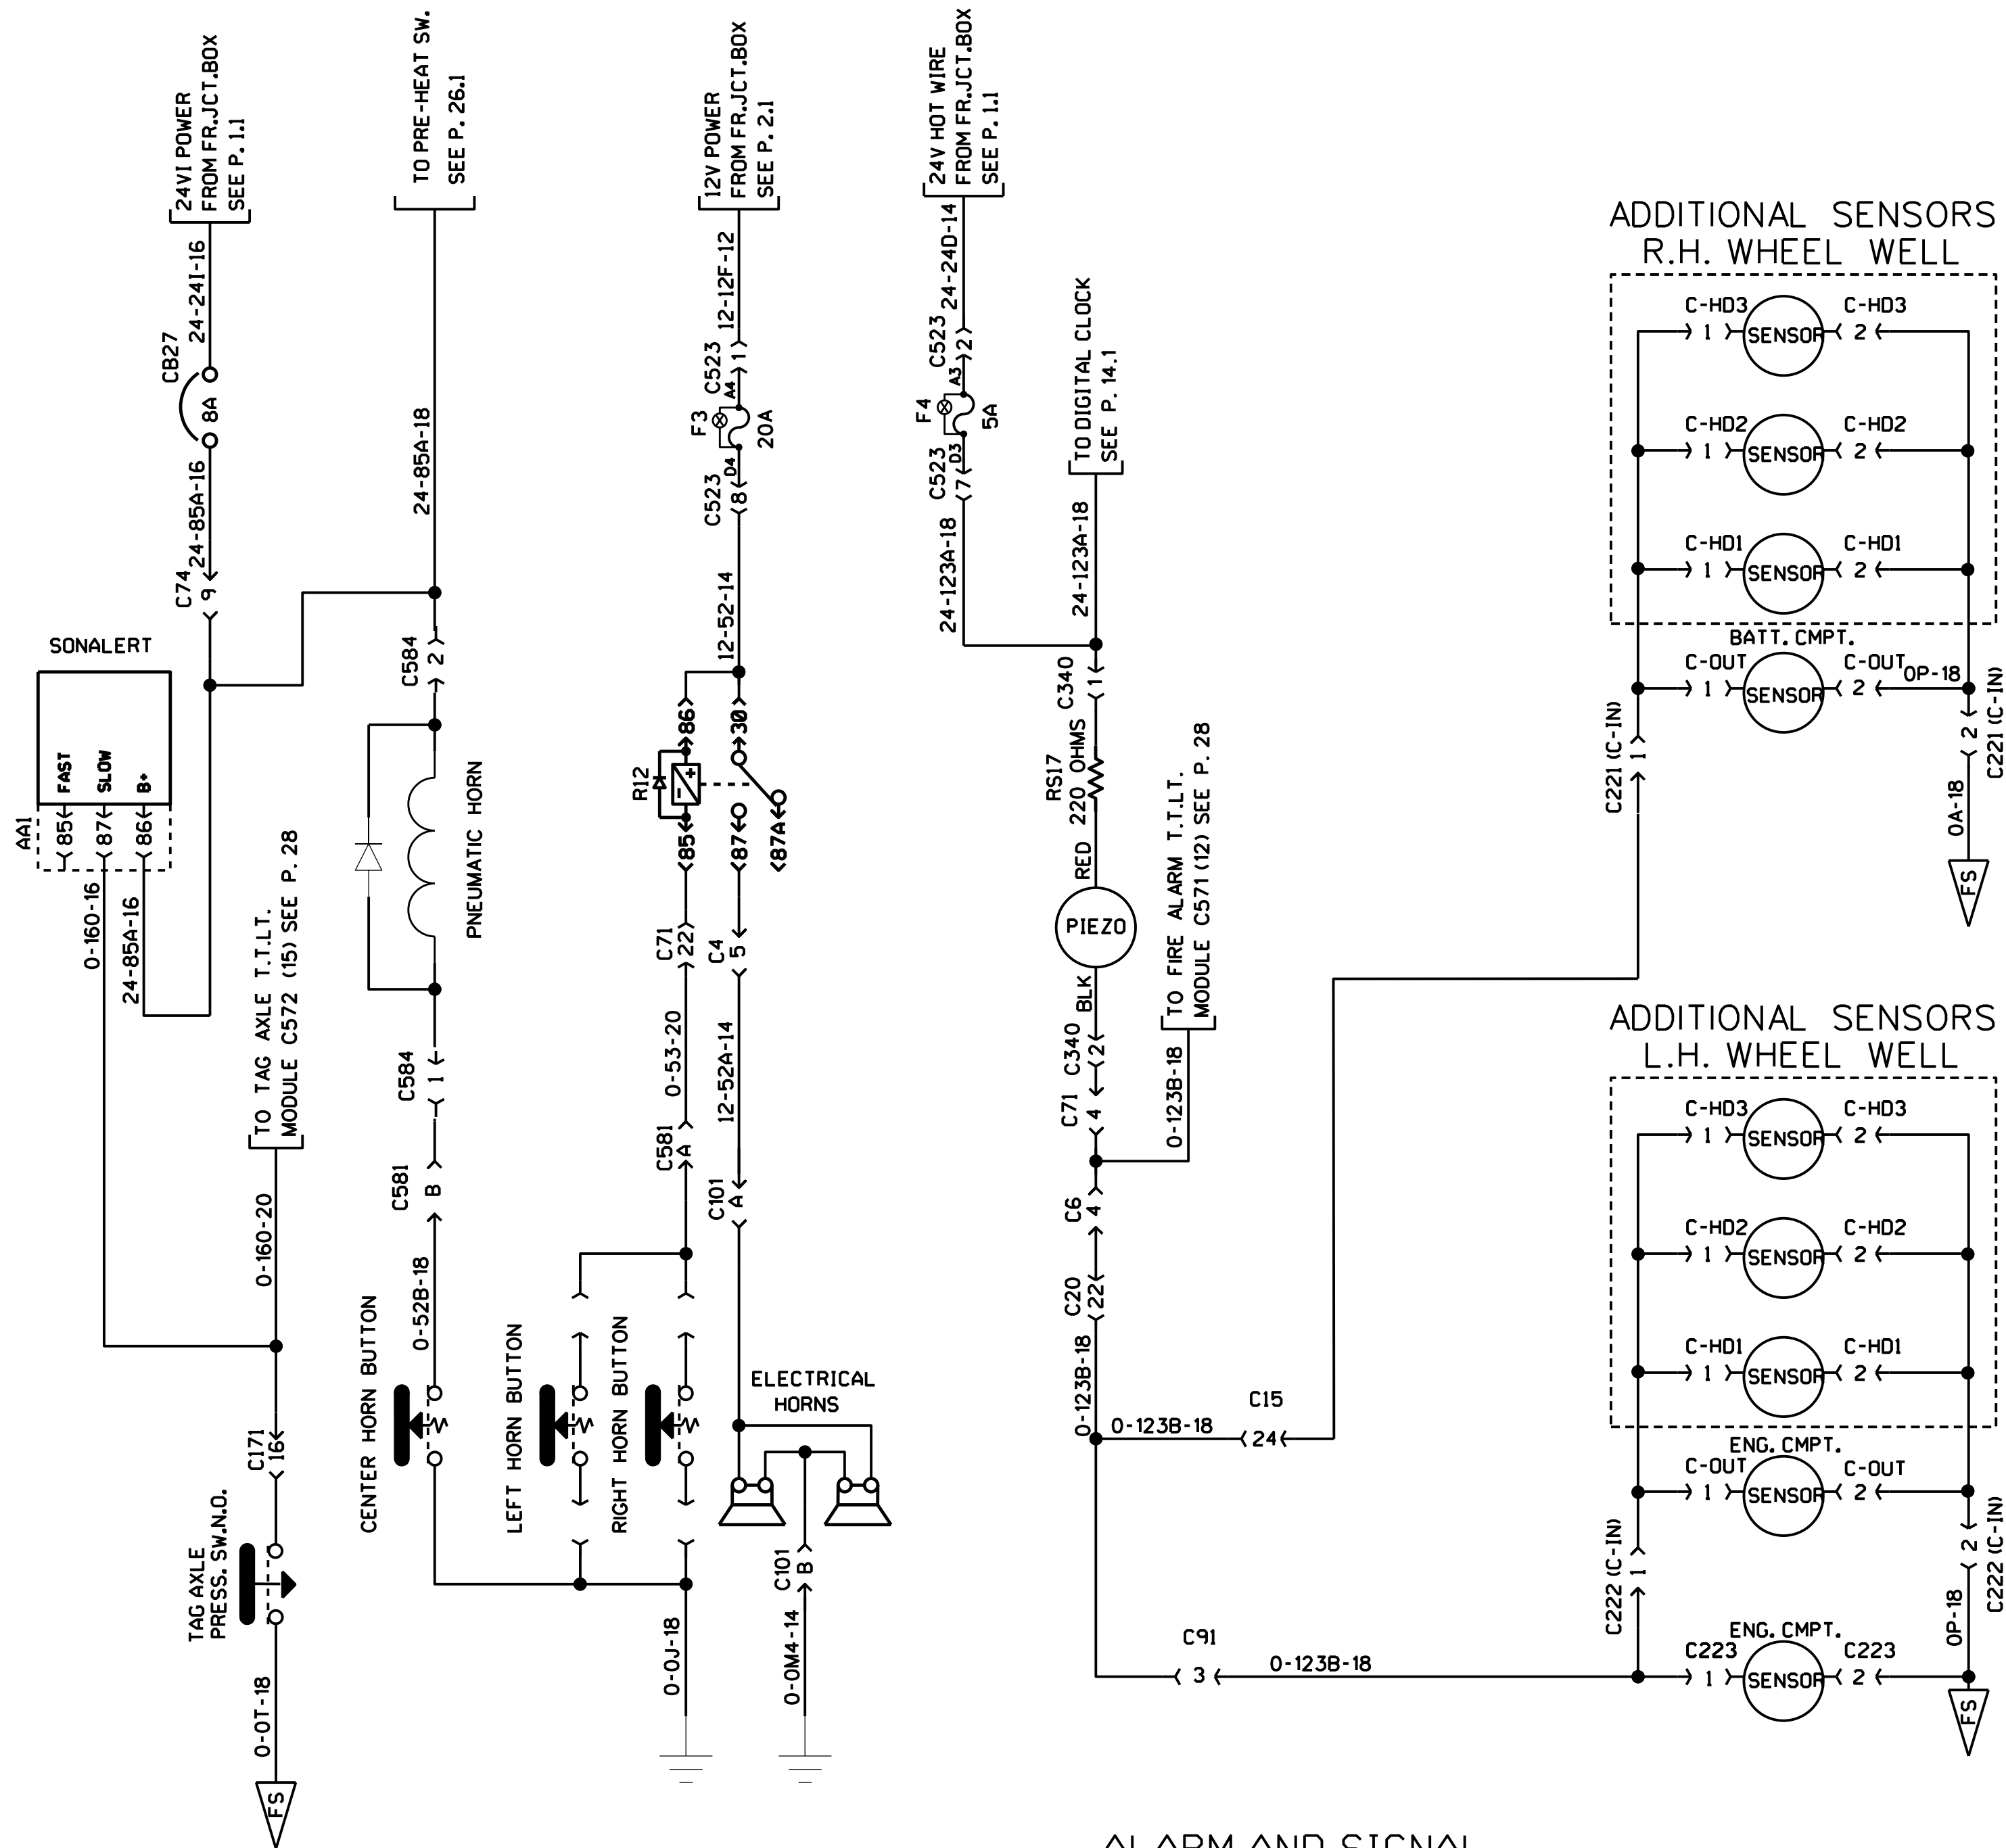 24VI POWER
FROM FR.JCT.BOX
SEE P. 1.1
24-24I-16
CB27
8A
24-85A-16
C74
9
SONALERT
FAST
SLOW
B+
AA1
85
87
86
0-160-16
24-85A-16
TO TAG AXLE T.T.LT.
MODULE C572 (15) SEE P. 28
0-160-20
C171
16
TAG AXLE
PRESS. SW.N.O.
0-0T-18
FS
TO PRE-HEAT SW.
SEE P. 26.1
24-85A-18
C584
2
PNEUMATIC HORN
C584
1
C581
B
0-52B-18
CENTER HORN BUTTON
12V POWER
FROM FR.JCT.BOX
SEE P. 2.1
12-12F-12
C523
1
A4
F3
20A
D4
C523
8
12-52-14
86
30
R12
+
-
85
87
87A
C71
22
C4
5
0-53-20
12-52A-14
C581
A
C101
A
LEFT HORN BUTTON
RIGHT HORN BUTTON
ELECTRICAL
HORNS
C101
B
0-0J-18
0-0M4-14
24V HOT WIRE
FROM FR.JCT.BOX
SEE P. 1.1
24-24D-14
C523
2
A3
F4
5A
D3
C523
7
24-123A-18
TO DIGITAL CLOCK
SEE P. 14.1
24-123A-18
C340
1
RS17
220 OHMS
RED
PIEZO
BLK
C340
2
C71
4
TO FIRE ALARM T.T.LT.
MODULE C571 (12) SEE P. 28
0-123B-18
C6
4
C20
22
0-123B-18
0-123B-18
C15
24
C91
3
0-123B-18
ADDITIONAL SENSORS
R.H. WHEEL WELL
C-HD3 C-HD3
1 SENSOR 2
C-HD2 C-HD2
1 SENSOR 2
C-HD1 C-HD1
1 SENSOR 2
BATT. CMPT.
C-OUT C-OUT 0P-18
1 SENSOR 2
C221 (C-IN)
1
2
C221 (C-IN)
0A-18
FS
ADDITIONAL SENSORS
L.H. WHEEL WELL
C-HD3 C-HD3
1 SENSOR 2
C-HD2 C-HD2
1 SENSOR 2
C-HD1 C-HD1
1 SENSOR 2
ENG. CMPT.
C-OUT C-OUT
1 SENSOR 2
C222 (C-IN)
1
2
C222 (C-IN)
0P-18
ENG. CMPT.
C223 C223
1 SENSOR 2
FS
ALARM AND SIGNAL